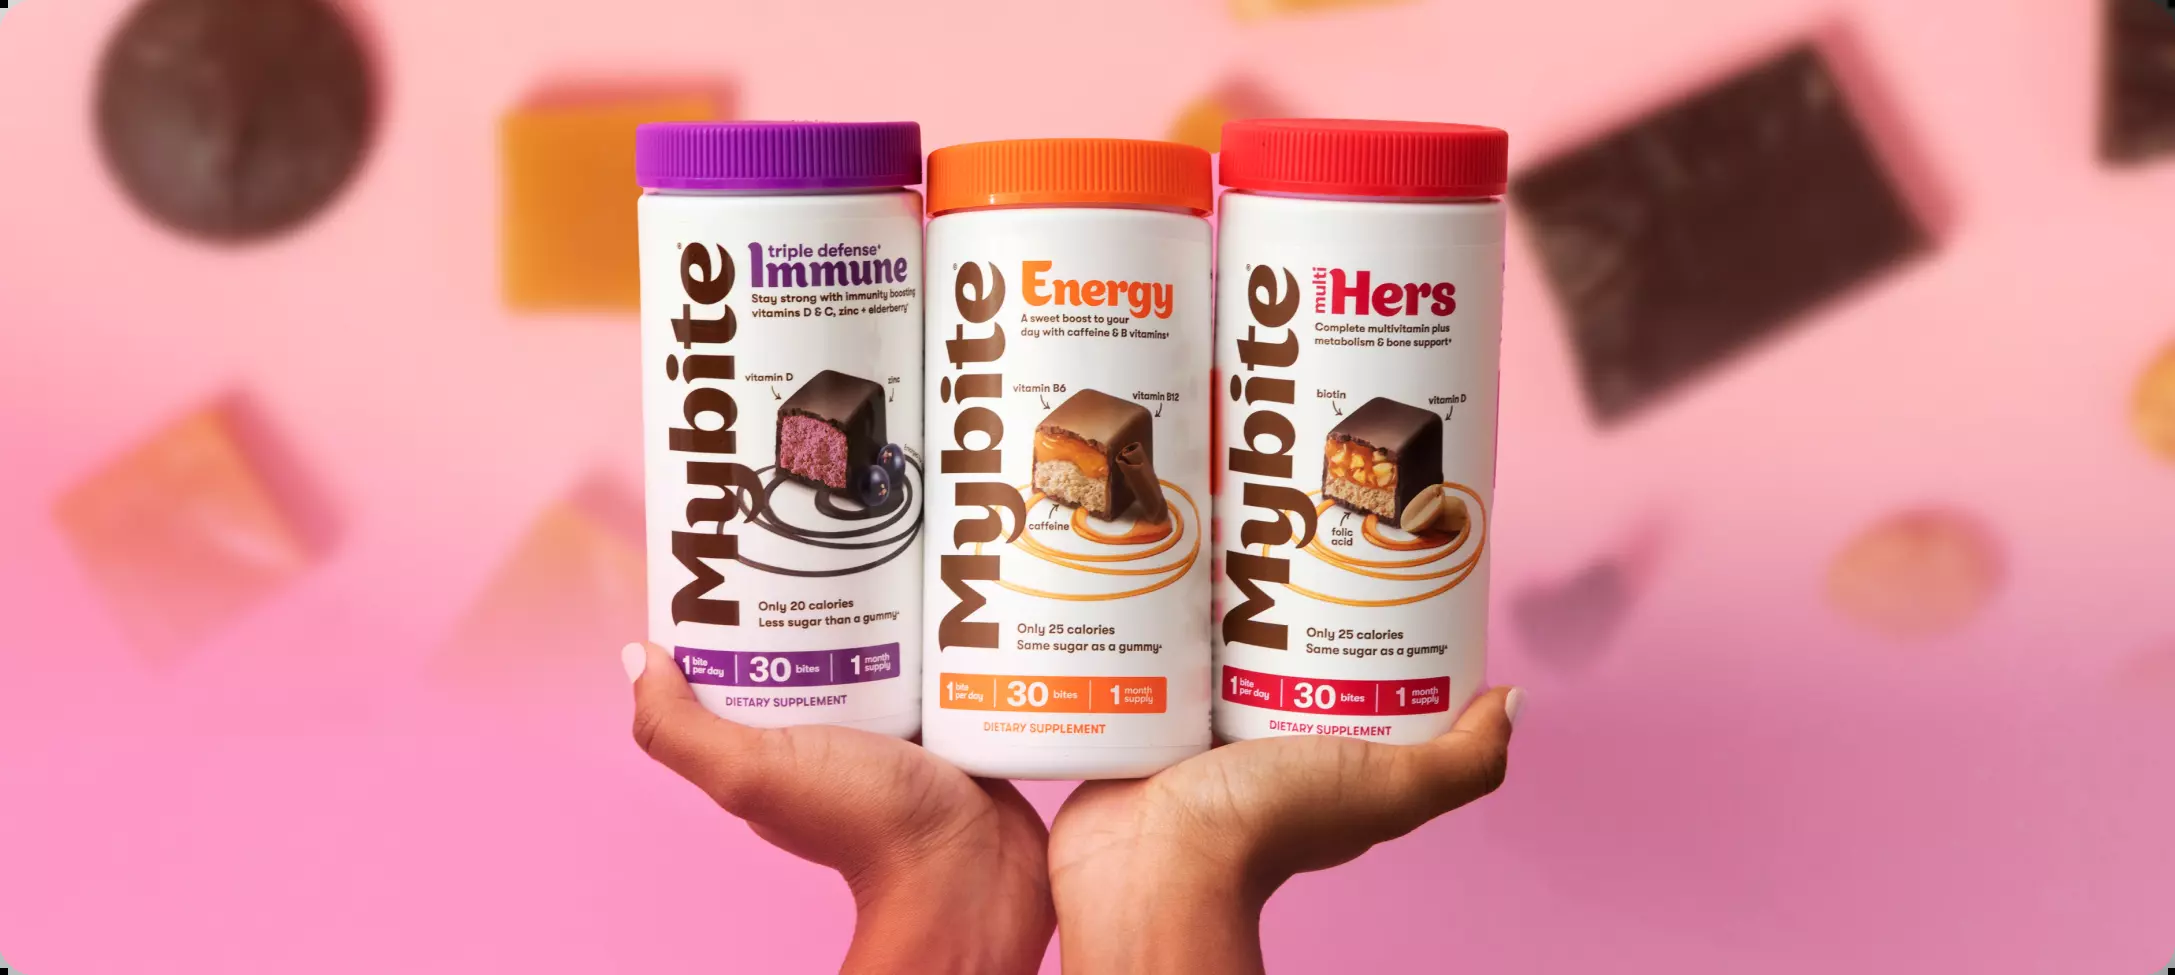 Mybite®
triple defense⁺
Immune
Stay strong with immunity boosting
vitamins D & C, zinc + elderberry⁺
vitamin D
zinc
Only 20 calories
Less sugar than a gummy^
1 bite per day | 30 bites | 1 month supply
DIETARY SUPPLEMENT
Mybite®
Energy
A sweet boost to your
day with caffeine & B vitamins⁺
vitamin B6
vitamin B12
caffeine
Only 25 calories
Same sugar as a gummy^
1 bite per day | 30 bites | 1 month supply
DIETARY SUPPLEMENT
Mybite®
multi
Hers
Complete multivitamin plus
metabolism & bone support⁺
biotin
vitamin D
folic
acid
Only 25 calories
Same sugar as a gummy^
1 bite per day | 30 bites | 1 month supply
DIETARY SUPPLEMENT